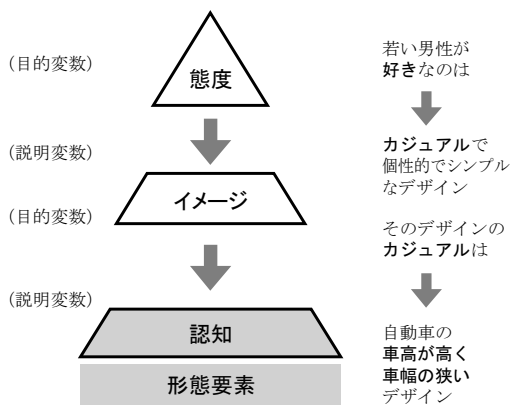 （目的変数）
態度
若い男性が
好きなのは
（説明変数）
カジュアルで
個性的でシンプル
なデザイン
イメージ
（目的変数）
そのデザインの
カジュアルは
（説明変数）
認知
形態要素
自動車の
車高が高く
車幅の狭い
デザイン